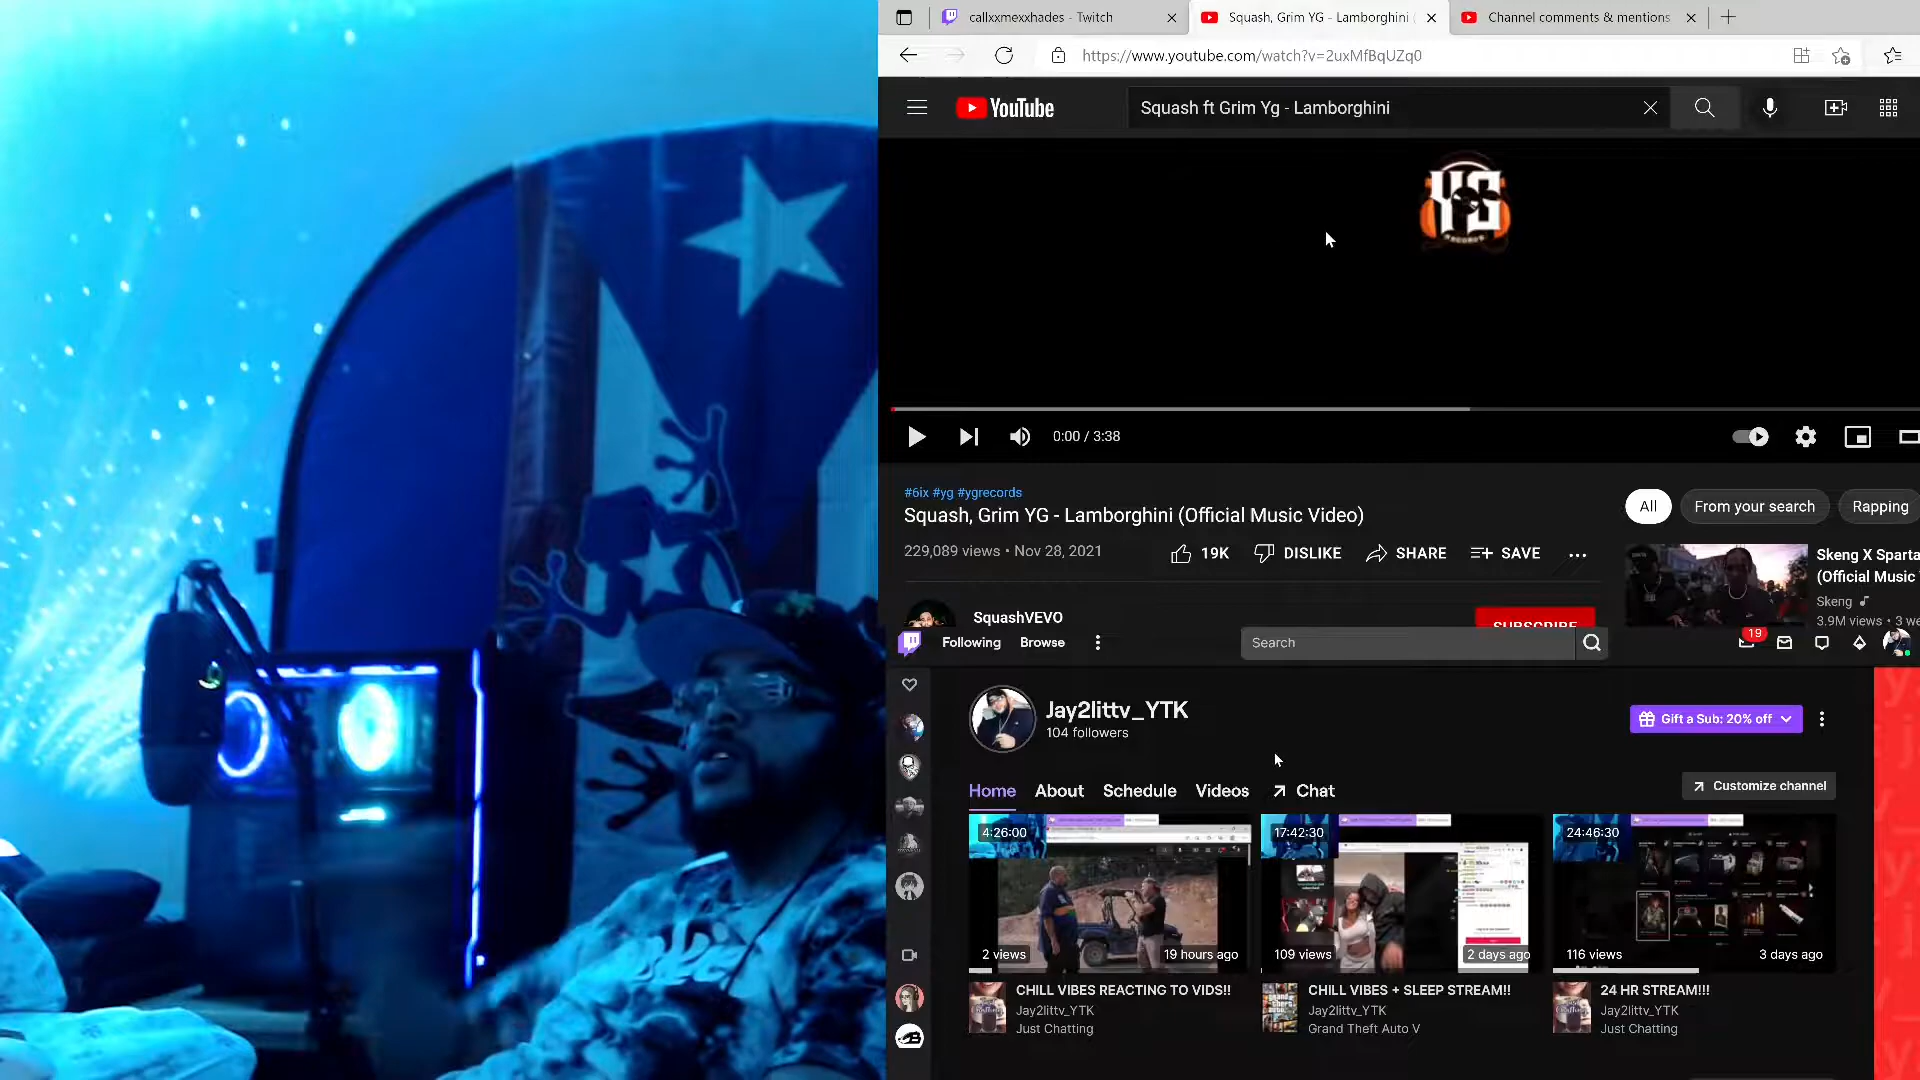 callxxmexxhades - Twitch
Squash, Grim YG - Lamborghini (
Channel comments & mentions
https://www.youtube.com/watch?v=2uxMfBqUZq0
YouTube
Squash ft Grim Yg - Lamborghini
YG
RECORDS
0:00 / 3:38
#6ix #yg #ygrecords
Squash, Grim YG - Lamborghini (Official Music Video)
229,089 views • Nov 28, 2021
19K
DISLIKE
SHARE
SAVE
All
From your search
Rapping
Skeng X Sparta
(Official Music
Skeng
3.9M views • 3 we
SquashVEVO
SUBSCRIBE
Following
Browse
Search
19
Jay2littv_YTK
104 followers
Gift a Sub: 20% off
Home
About
Schedule
Videos
Chat
Customize channel
4:26:00
2 views
19 hours ago
CHILL VIBES REACTING TO VIDS!!
Jay2littv_YTK
Just Chatting
17:42:30
109 views
2 days ago
CHILL VIBES + SLEEP STREAM!!
Jay2littv_YTK
Grand Theft Auto V
24:46:30
116 views
3 days ago
24 HR STREAM!!!
Jay2littv_YTK
Just Chatting